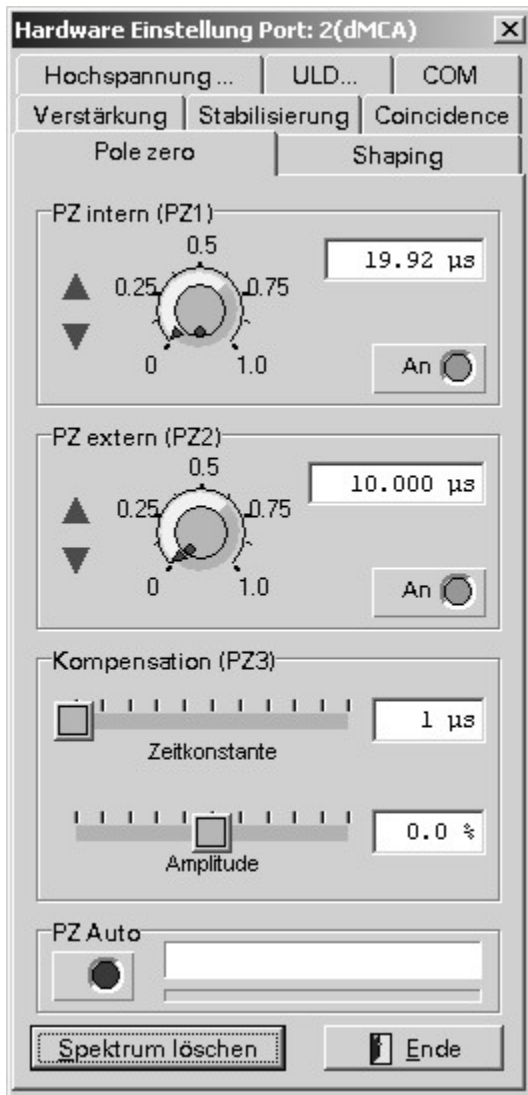 Hardware Einstellung Port: 2(dMCA)
Hochspannung ... ULD... COM
Verstärkung Stabilisierung Coincidence
Pole zero Shaping
PZ intern (PZ1)
0.5
0.25 0.75
0 1.0
19.92 µs
An
PZ extern (PZ2)
0.5
0.25 0.75
0 1.0
10.000 µs
An
Kompensation (PZ3)
1 µs
Zeitkonstante
0.0 %
Amplitude
PZ Auto
Spektrum löschen Ende